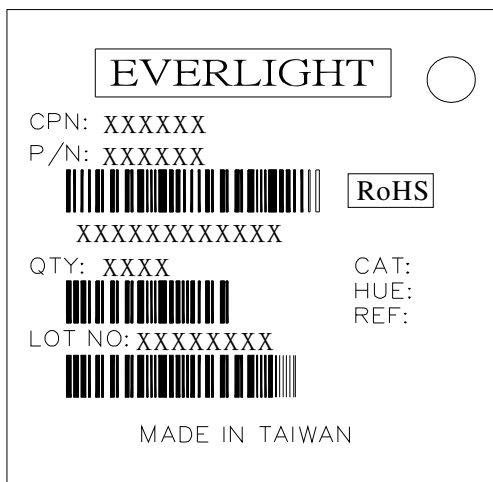 EVERLIGHT
CPN: XXXXXX
P/N: XXXXXX
RoHS
XXXXXXXXXXXX
QTY: XXXX
CAT:
HUE:
REF:
LOT NO: XXXXXXXX
MADE IN TAIWAN